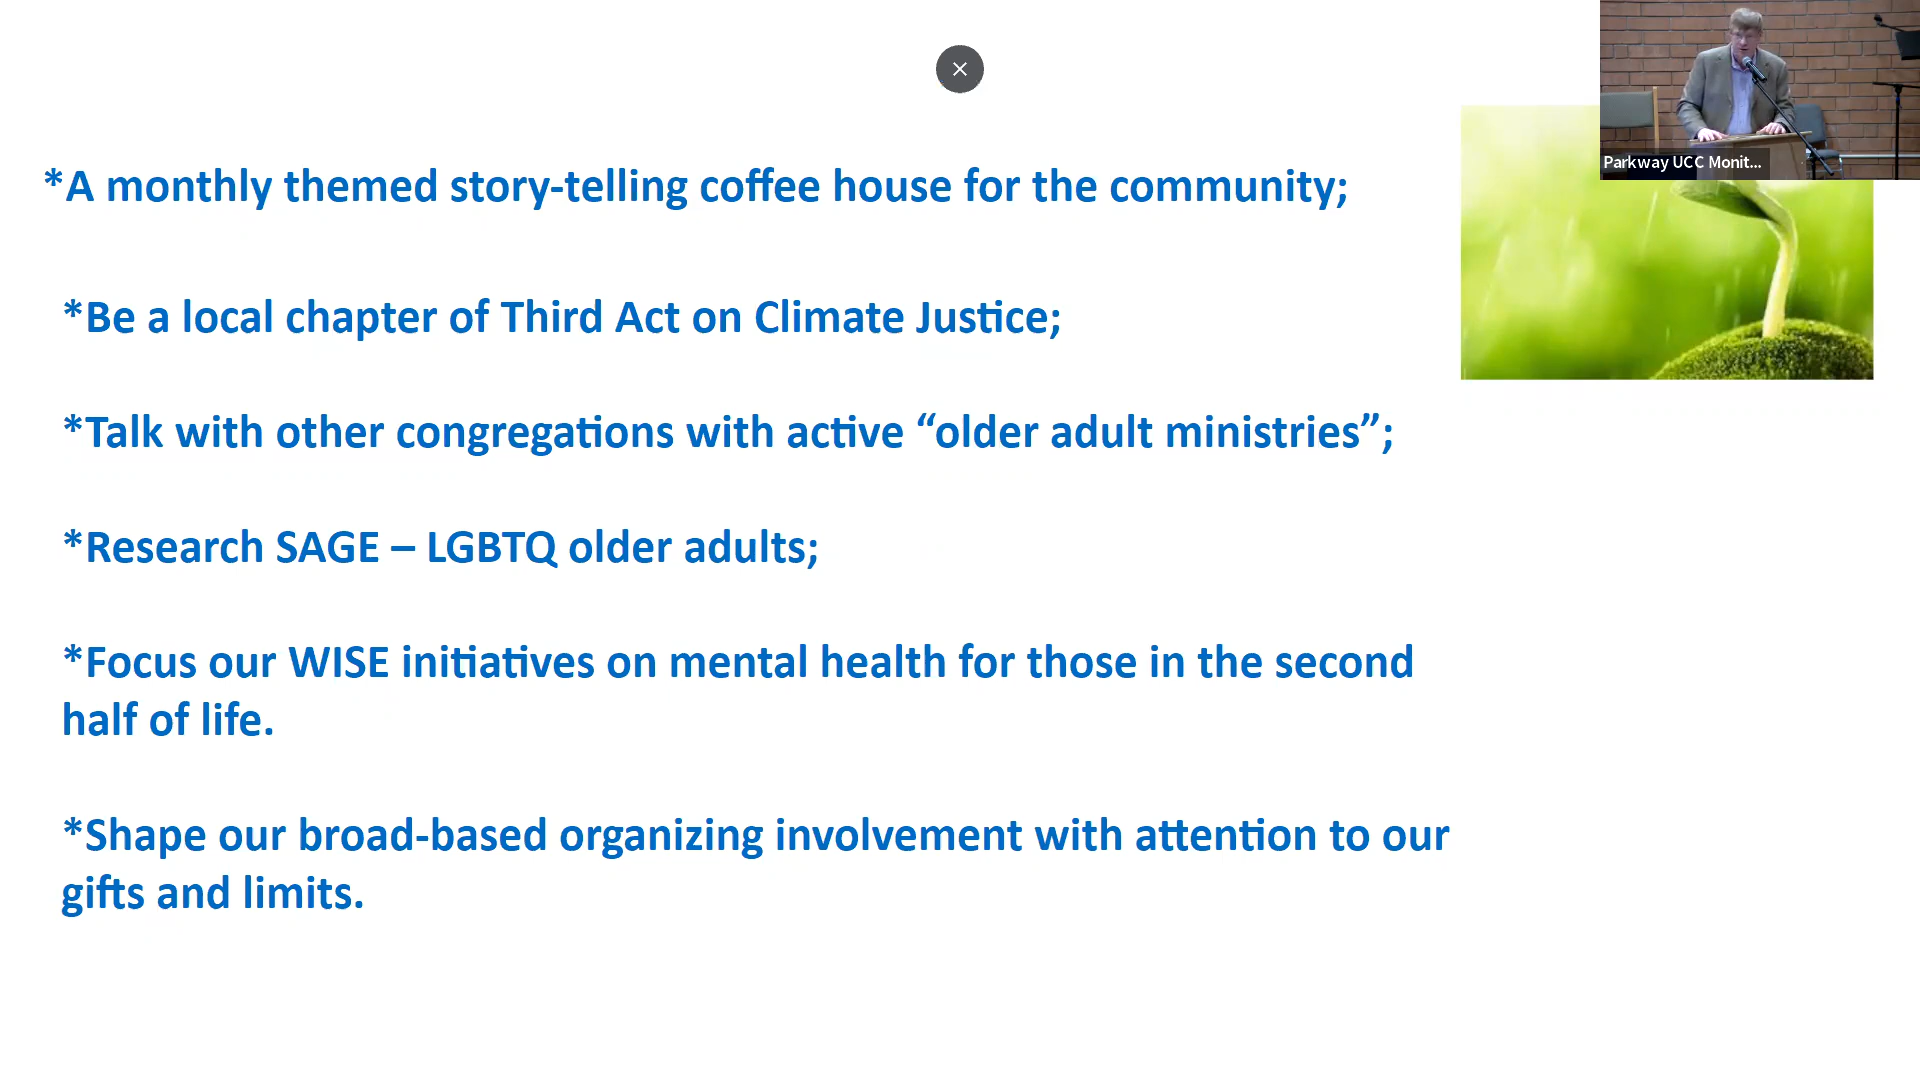 Parkway UCC Monit...
*A monthly themed story-telling coffee house for the community;
*Be a local chapter of Third Act on Climate Justice;
*Talk with other congregations with active “older adult ministries”;
*Research SAGE – LGBTQ older adults;
*Focus our WISE initiatives on mental health for those in the second
half of life.
*Shape our broad-based organizing involvement with attention to our
gifts and limits.